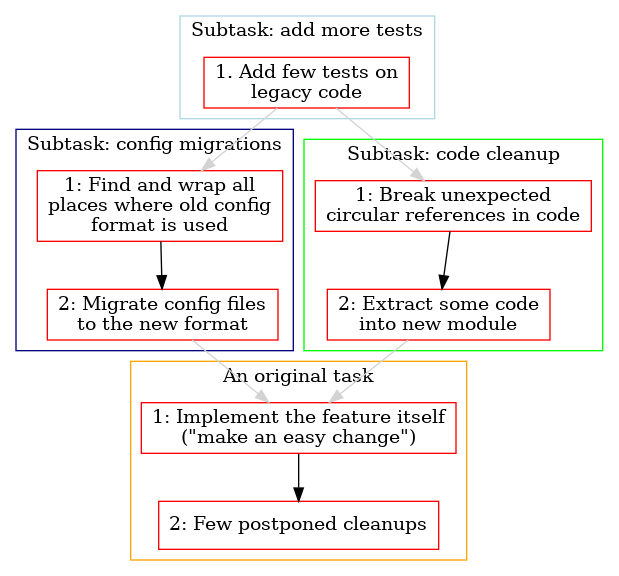 Subtask: add more tests
1. Add few tests on
legacy code
Subtask: config migrations
1: Find and wrap all
places where old config
format is used
2: Migrate config files
to the new format
Subtask: code cleanup
1: Break unexpected
circular references in code
2: Extract some code
into new module
An original task
1: Implement the feature itself
("make an easy change")
2: Few postponed cleanups